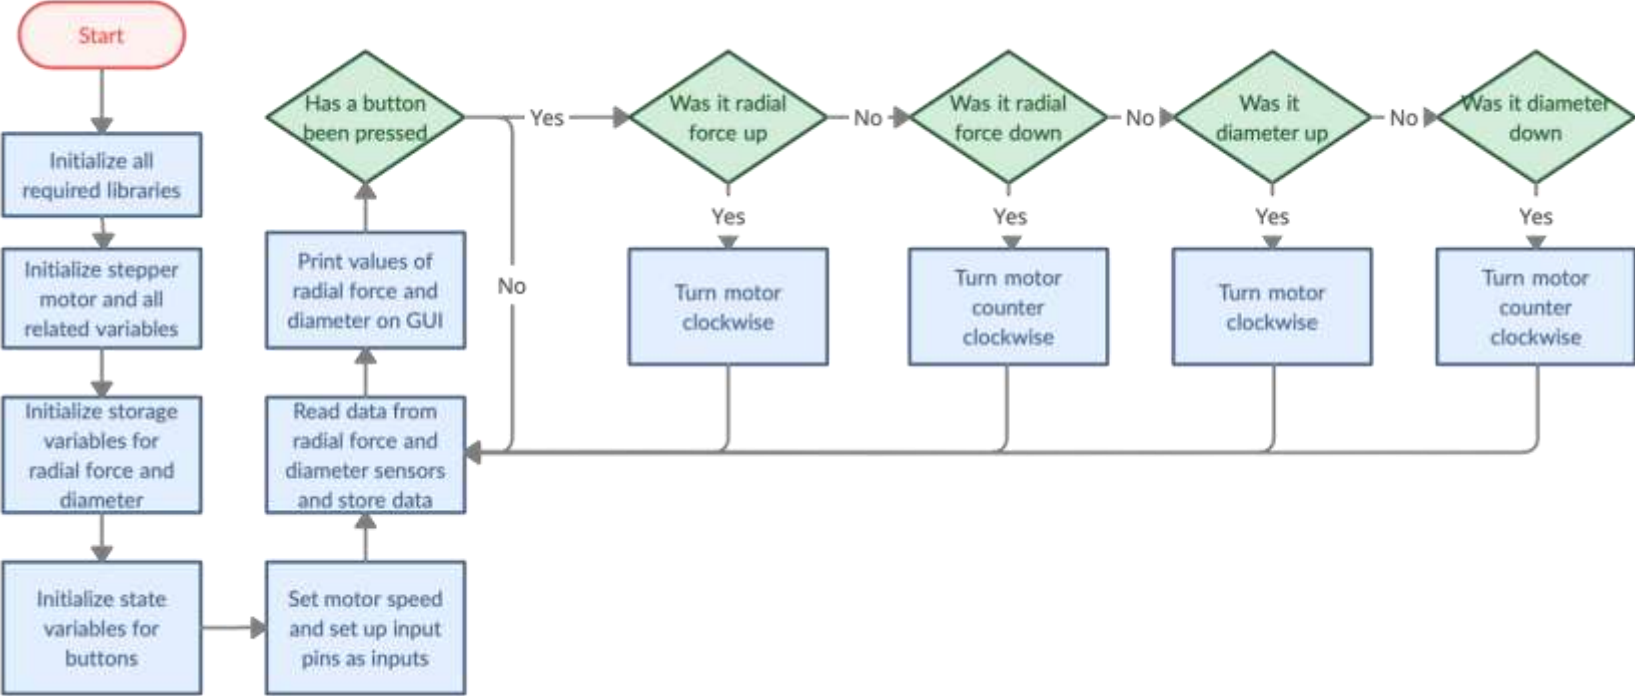 Start
Initialize all
required libraries
Initialize stepper
motor and all
related variables
Initialize storage
variables for
radial force and
diameter
Initialize state
variables for
buttons
Set motor speed
and set up input
pins as inputs
Read data from
radial force and
diameter sensors
and store data
Print values of
radial force and
diameter on GUI
Has a button
been pressed
No
Yes
Was it radial
force up
Yes
Turn motor
clockwise
No
Was it radial
force down
Yes
Turn motor
counter
clockwise
No
Was it
diameter up
Yes
Turn motor
clockwise
No
Was it diameter
down
Yes
Turn motor
counter
clockwise